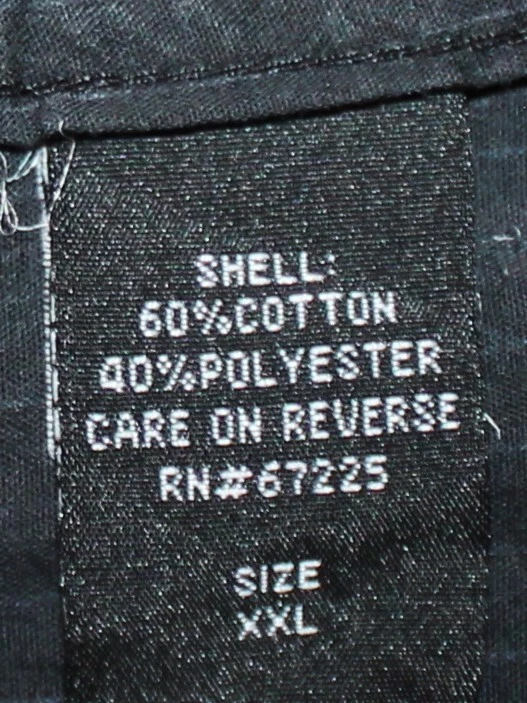 SHELL:
60%COTTON
40%POLYESTER
CARE ON REVERSE
RN#67225
SIZE
XXL